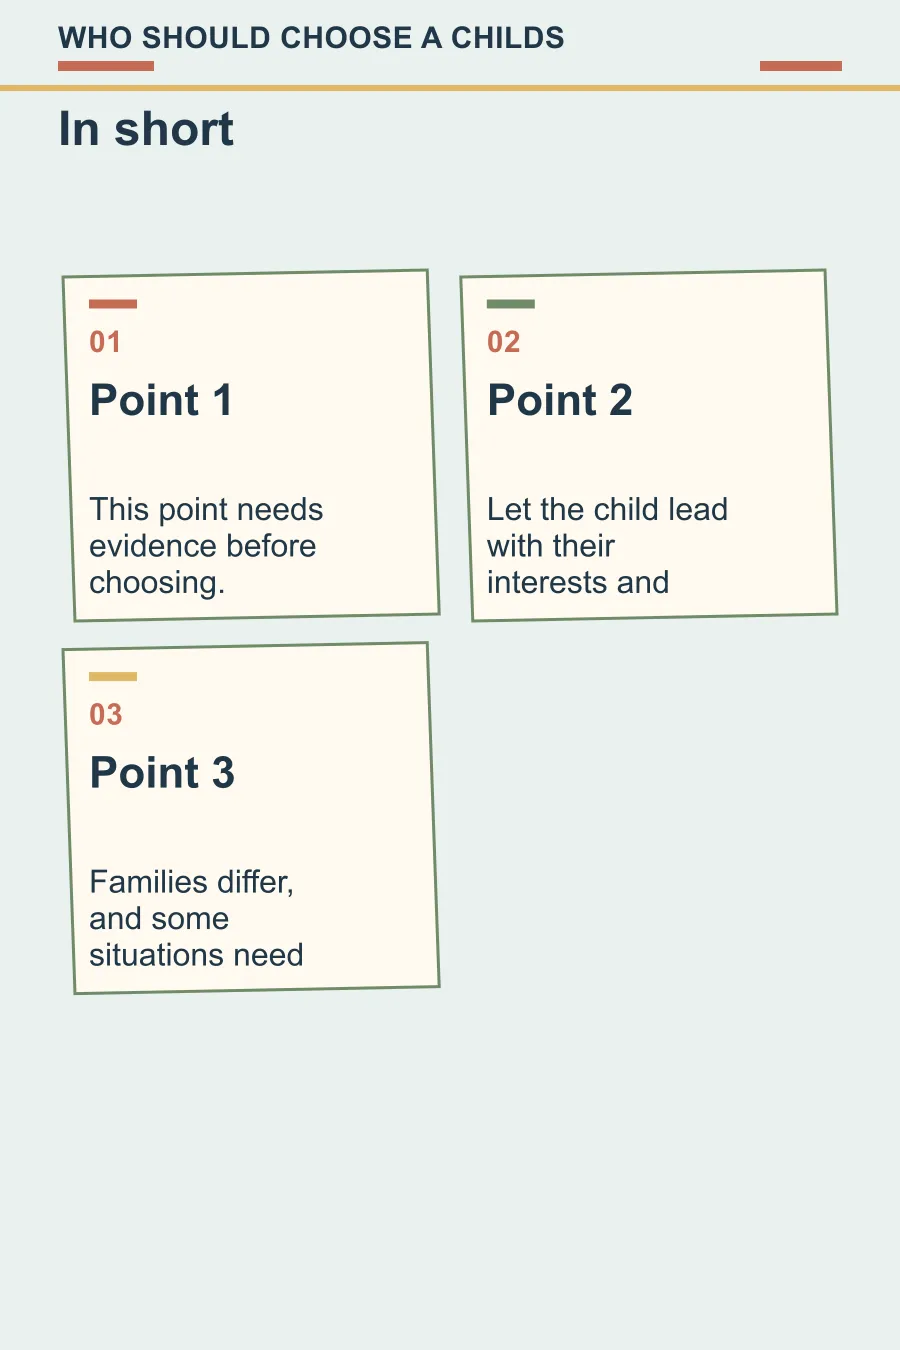 WHO SHOULD CHOOSE A CHILDS
In short
01
Point 1
This point needs
evidence before
choosing.
02
Point 2
Let the child lead
with their
interests and
03
Point 3
Families differ,
and some
situations need